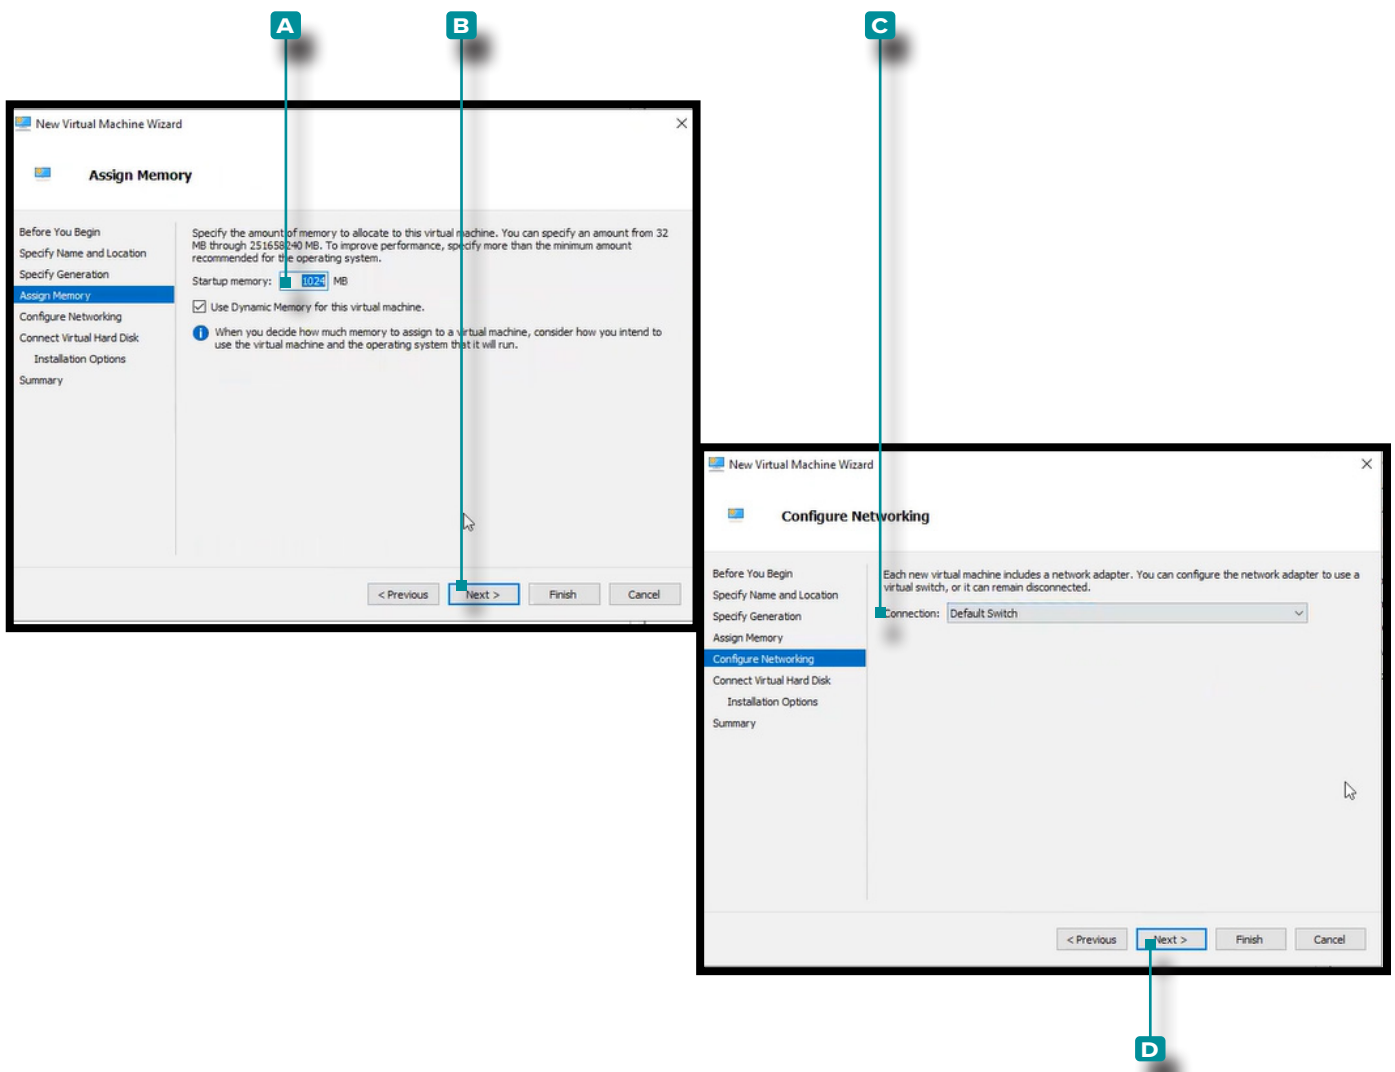 A
B
C
New Virtual Machine Wizard
Assign Memory
Before You Begin
Specify Name and Location
Specify Generation
Assign Memory
Configure Networking
Connect Virtual Hard Disk
Installation Options
Summary
Specify the amount of memory to allocate to this virtual machine. You can specify an amount from 32
MB through 251658240 MB. To improve performance, specify more than the minimum amount
recommended for the operating system.
Startup memory: 1024 MB
Use Dynamic Memory for this virtual machine.
When you decide how much memory to assign to a virtual machine, consider how you intend to
use the virtual machine and the operating system that it will run.
< Previous Next > Finish Cancel
New Virtual Machine Wizard
Configure Networking
Before You Begin
Specify Name and Location
Specify Generation
Assign Memory
Configure Networking
Connect Virtual Hard Disk
Installation Options
Summary
Each new virtual machine includes a network adapter. You can configure the network adapter to use a
virtual switch, or it can remain disconnected.
Connection: Default Switch
< Previous Next > Finish Cancel
D